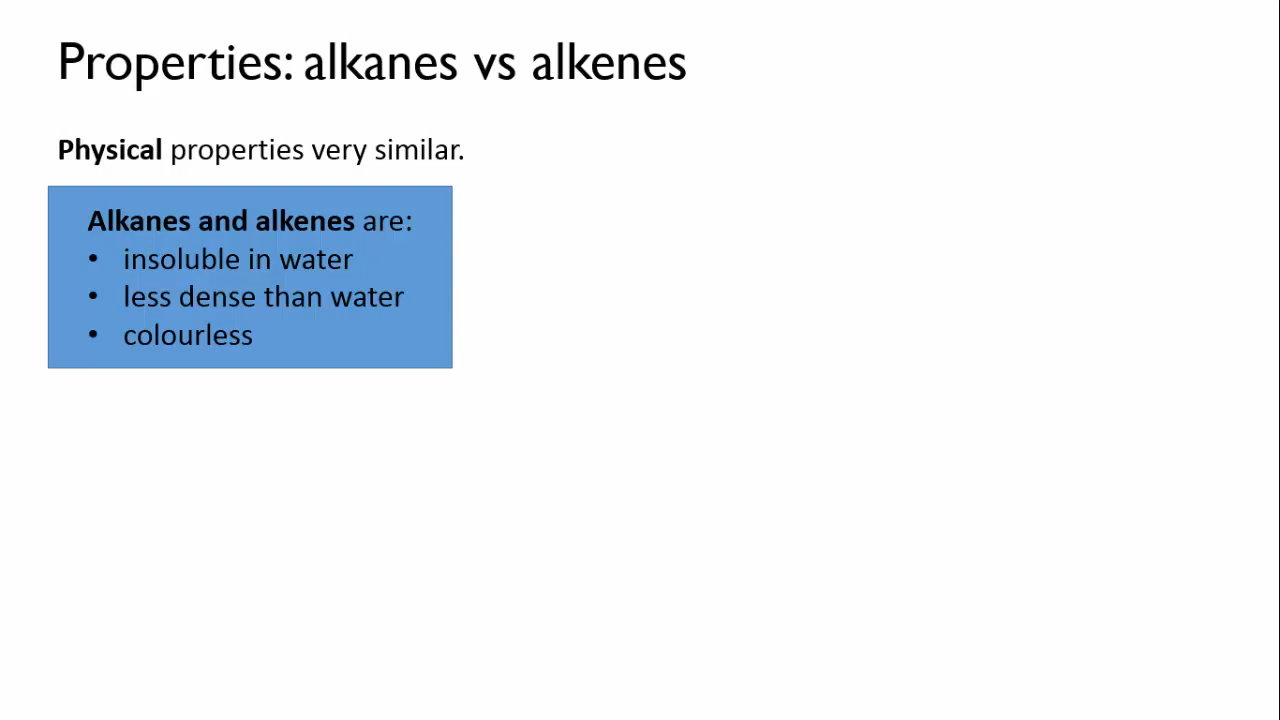 Properties: alkanes vs alkenes
Physical properties very similar.
Alkanes and alkenes are:
• insoluble in water
• less dense than water
• colourless